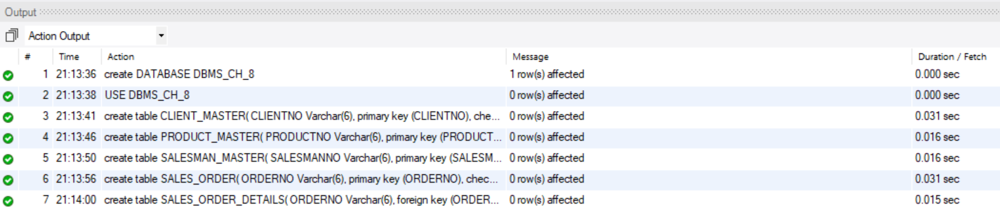 Output
Action Output
# Time Action Message Duration / Fetch
1 21:13:36 create DATABASE DBMS_CH_8 1 row(s) affected 0.000 sec
2 21:13:38 USE DBMS_CH_8 0 row(s) affected 0.000 sec
3 21:13:41 create table CLIENT_MASTER( CLIENTNO Varchar(6), primary key (CLIENTNO), che... 0 row(s) affected 0.031 sec
4 21:13:46 create table PRODUCT_MASTER( PRODUCTNO Varchar(6), primary key (PRODUCT... 0 row(s) affected 0.016 sec
5 21:13:50 create table SALESMAN_MASTER( SALESMANNO Varchar(6), primary key (SALESM... 0 row(s) affected 0.016 sec
6 21:13:56 create table SALES_ORDER( ORDERNO Varchar(6), primary key (ORDERNO), chec... 0 row(s) affected 0.031 sec
7 21:14:00 create table SALES_ORDER_DETAILS( ORDERNO Varchar(6), foreign key (ORDER... 0 row(s) affected 0.015 sec